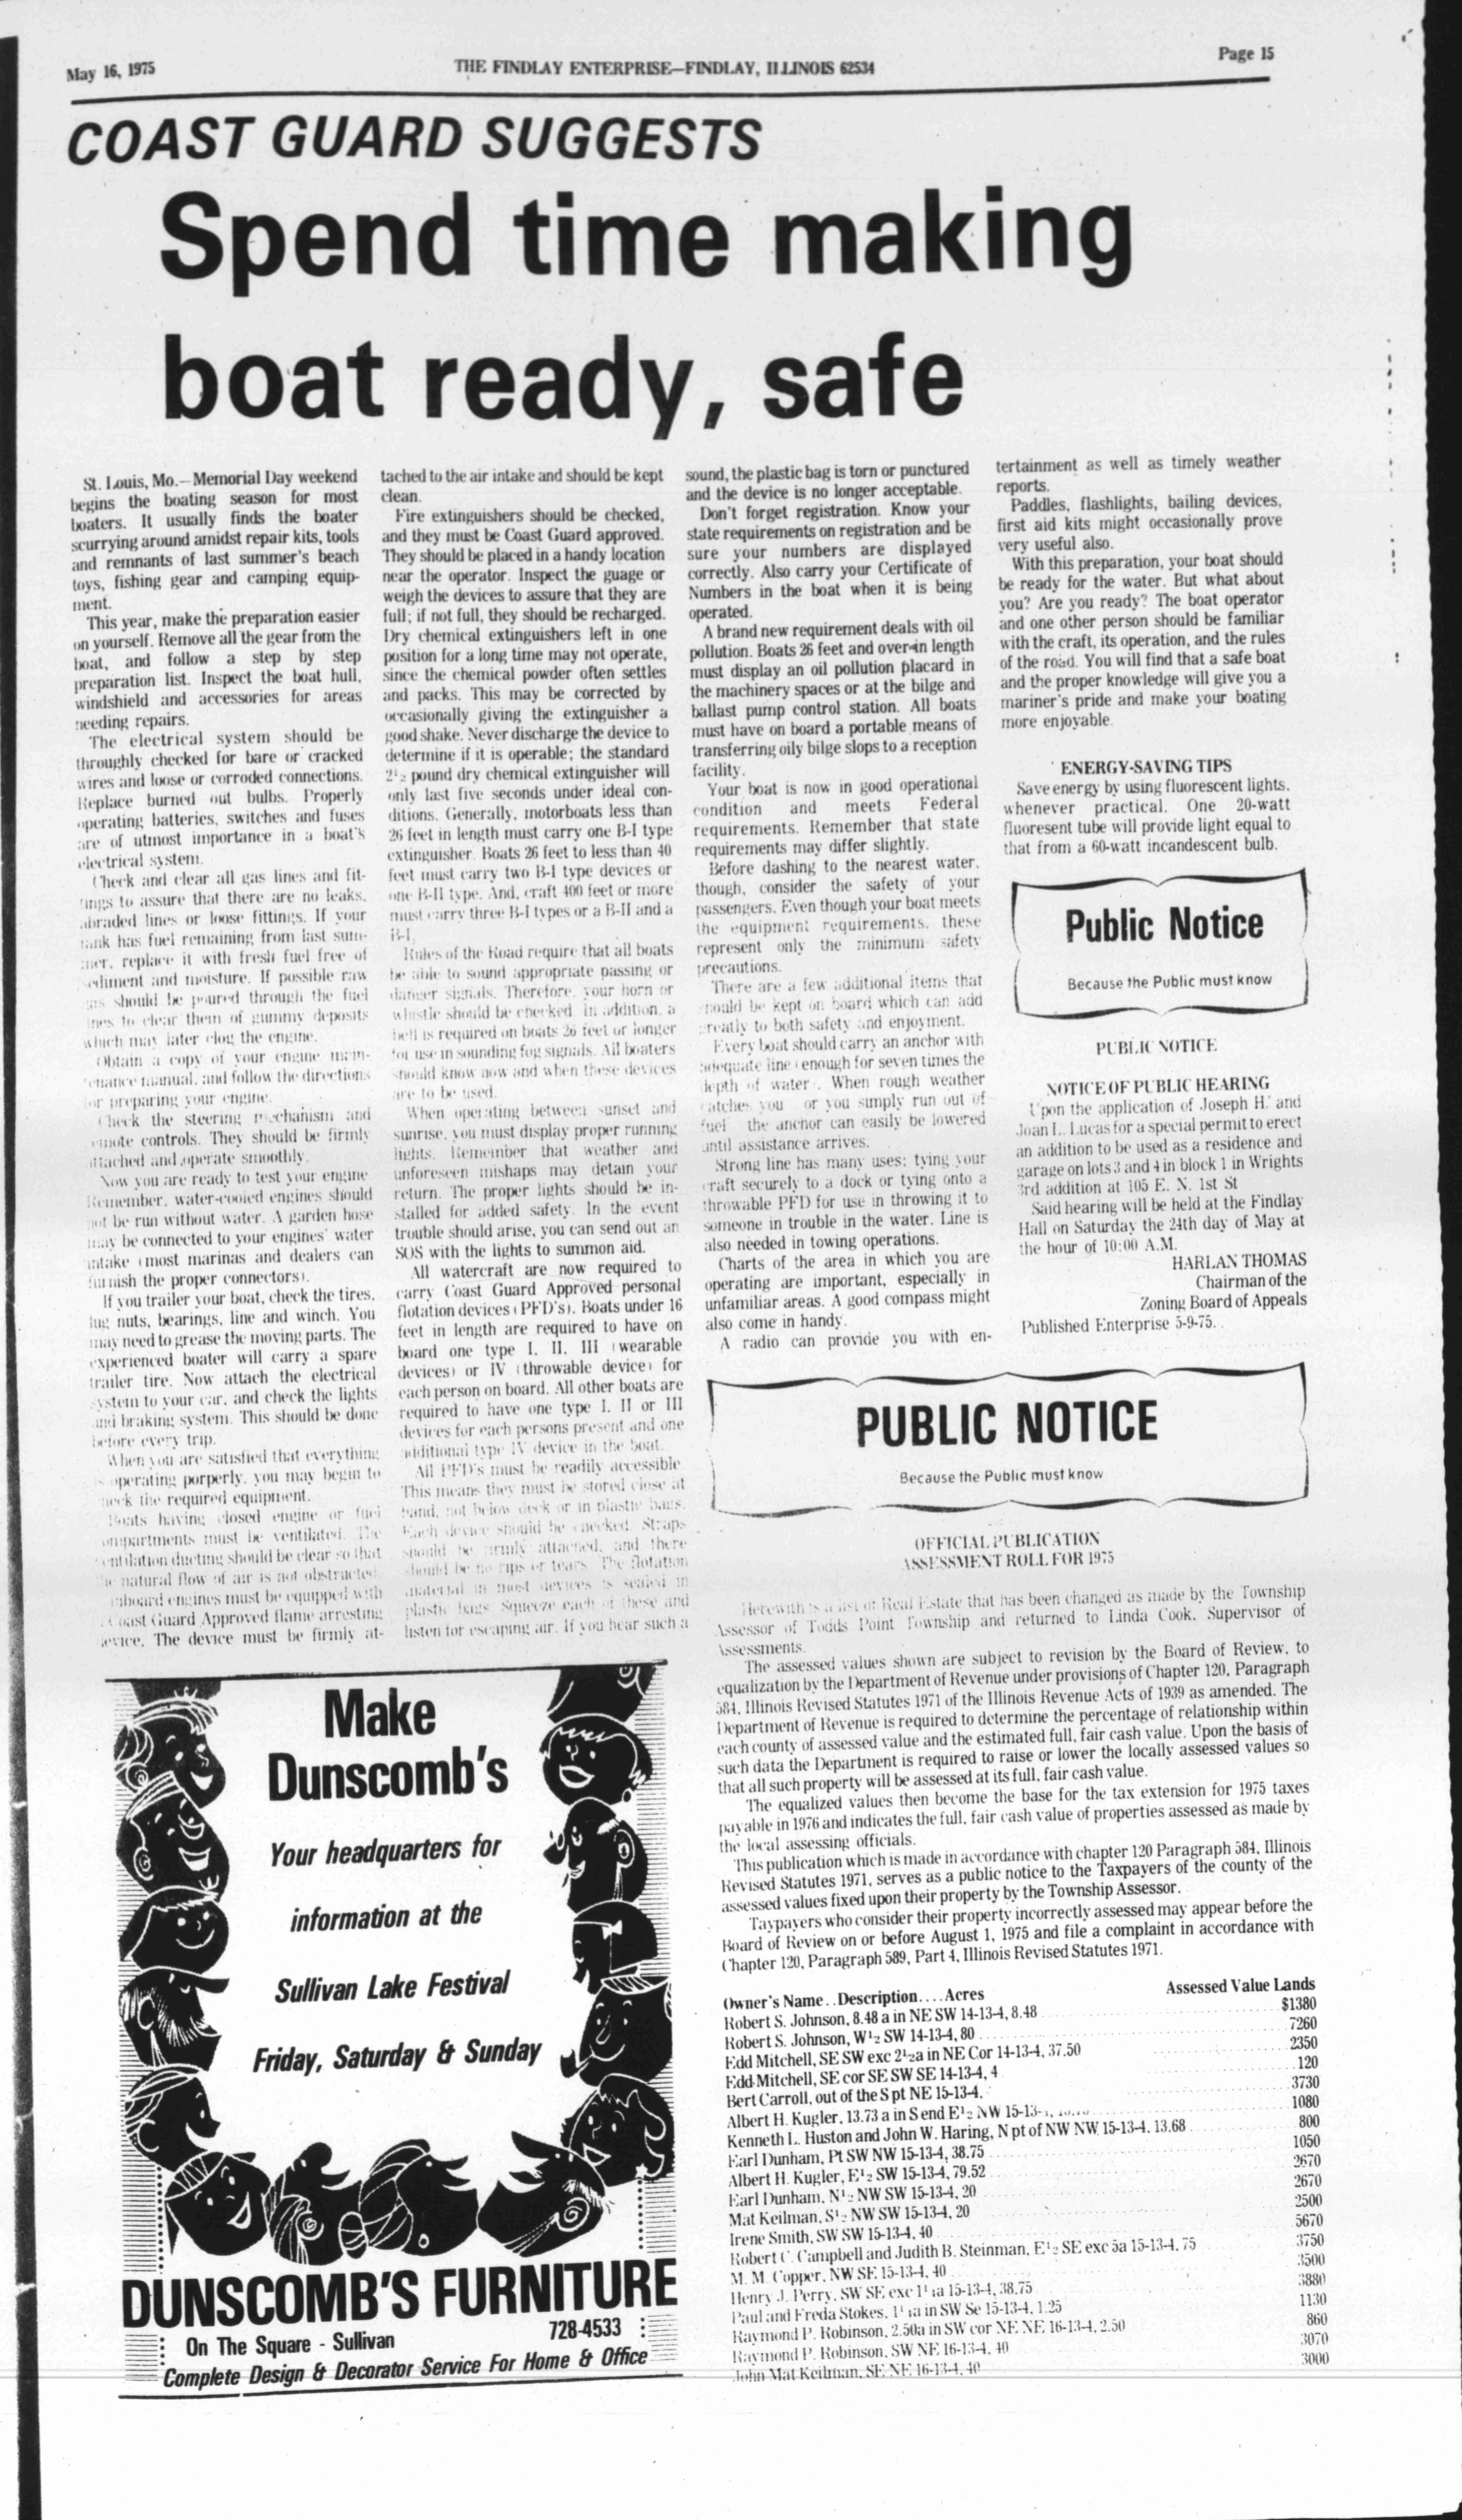 May 16, 1975
THE FINDLAY ENTERPRISE—FINDLAY, ILLINOIS 62534
Page 15
COAST GUARD SUGGESTS
Spend time making
boat ready, safe
St. Louis, Mo.—Memorial Day weekend
begins the boating season for most
boaters. It usually finds the boater
scurrying around amidst repair kits, tools
and remnants of last summer's beach
toys, fishing gear and camping equip-
ment.
This year, make the preparation easier
on yourself. Remove all the gear from the
boat, and follow a step by step
preparation list. Inspect the boat hull,
windshield and accessories for areas
needing repairs.
The electrical system should be
throughly checked for bare or cracked
wires and loose or corroded connections.
Replace burned out bulbs. Properly
operating batteries, switches and fuses
are of utmost importance in a boat's
electrical system.
Check and clear all gas lines and fit-
tings to assure that there are no leaks,
abraded lines or loose fittings. If your
tank has fuel remaining from last sum-
mer, replace it with fresh fuel free of
sediment and moisture. If possible raw
gas should be poured through the fuel
lines to clear them of gummy deposits
which may later clog the engine.
Obtain a copy of your engine main-
tenance manual, and follow the directions
for preparing your engine.
Check the steering mechanism and
remote controls. They should be firmly
attached and operate smoothly.
Now you are ready to test your engine.
Remember, water-cooled engines should
not be run without water. A garden hose
may be connected to your engines' water
intake (most marinas and dealers can
furnish the proper connectors).
If you trailer your boat, check the tires,
lug nuts, bearings, line and winch. You
may need to grease the moving parts. The
experienced boater will carry a spare
trailer tire. Now attach the electrical
system to your car, and check the lights
and braking system. This should be done
before every trip.
When you are satisfied that everything
is operating porperly, you may begin to
check the required equipment.
Boats having closed engine or fuel
compartments must be ventilated. The
ventilation ducting should be clear so that
the natural flow of air is not obstructed.
Inboard engines must be equipped with
a Coast Guard Approved flame arresting
device. The device must be firmly at-
tached to the air intake and should be kept
clean.
Fire extinguishers should be checked,
and they must be Coast Guard approved.
They should be placed in a handy location
near the operator. Inspect the guage or
weigh the devices to assure that they are
full; if not full, they should be recharged.
Dry chemical extinguishers left in one
position for a long time may not operate,
since the chemical powder often settles
and packs. This may be corrected by
occasionally giving the extinguisher a
good shake. Never discharge the device to
determine if it is operable; the standard
2½ pound dry chemical extinguisher will
only last five seconds under ideal con-
ditions. Generally, motorboats less than
26 feet in length must carry one B-I type
extinguisher. Boats 26 feet to less than 40
feet must carry two B-I type devices or
one B-II type. And, craft 400 feet or more
must carry three B-I types or a B-II and a
B-I.
Rules of the Road require that all boats
be able to sound appropriate passing or
danger signals. Therefore, your horn or
whistle should be checked. In addition, a
bell is required on boats 26 feet or longer
for use in sounding fog signals. All boaters
should know how and when these devices
are to be used.
When operating between sunset and
sunrise, you must display proper running
lights. Remember that weather and
unforeseen mishaps may detain your
return. The proper lights should be in-
stalled for added safety. In the event
trouble should arise, you can send out an
SOS with the lights to summon aid.
All watercraft are now required to
carry Coast Guard Approved personal
flotation devices (PFD's). Boats under 16
feet in length are required to have on
board one type I, II, III (wearable
devices) or IV (throwable device) for
each person on board. All other boats are
required to have one type I, II or III
devices for each persons present and one
additional type IV device in the boat.
All PFD's must be readily accessible.
This means they must be stored close at
hand, not below deck or in plastic bags.
Each device should be checked. Straps
should be firmly attached, and there
should be no rips or tears. The flotation
material in most devices is sealed in
plastic bags. Squeeze each of these and
listen for escaping air. If you hear such a
sound, the plastic bag is torn or punctured
and the device is no longer acceptable.
Don't forget registration. Know your
state requirements on registration and be
sure your numbers are displayed
correctly. Also carry your Certificate of
Numbers in the boat when it is being
operated.
A brand new requirement deals with oil
pollution. Boats 26 feet and over in length
must display an oil pollution placard in
the machinery spaces or at the bilge and
ballast pump control station. All boats
must have on board a portable means of
transferring oily bilge slops to a reception
facility.
Your boat is now in good operational
condition and meets Federal
requirements. Remember that state
requirements may differ slightly.
Before dashing to the nearest water,
though, consider the safety of your
passengers. Even though your boat meets
the equipment requirements, these
represent only the minimum safety
precautions.
There are a few additional items that
should be kept on board which can add
greatly to both safety and enjoyment.
Every boat should carry an anchor with
adequate line (enough for seven times the
depth of water). When rough weather
catches you or you simply run out of
fuel the anchor can easily be lowered
until assistance arrives.
Strong line has many uses: tying your
craft securely to a dock or tying onto a
throwable PFD for use in throwing it to
someone in trouble in the water. Line is
also needed in towing operations.
Charts of the area in which you are
operating are important, especially in
unfamiliar areas. A good compass might
also come in handy.
A radio can provide you with en-
tertainment as well as timely weather
reports.
Paddles, flashlights, bailing devices,
first aid kits might occasionally prove
very useful also.
With this preparation, your boat should
be ready for the water. But what about
you? Are you ready? The boat operator
and one other person should be familiar
with the craft, its operation, and the rules
of the road. You will find that a safe boat
and the proper knowledge will give you a
mariner's pride and make your boating
more enjoyable.
ENERGY-SAVING TIPS
Save energy by using fluorescent lights,
whenever practical. One 20-watt
fluoresent tube will provide light equal to
that from a 60-watt incandescent bulb.
Public Notice
Because the Public must know
PUBLIC NOTICE
NOTICE OF PUBLIC HEARING
Upon the application of Joseph H. and
Joan L. Lucas for a special permit to erect
an addition to be used as a residence and
garage on lots 3 and 4 in block 1 in Wrights
3rd addition at 105 E. N. 1st St
Said hearing will be held at the Findlay
Hall on Saturday the 24th day of May at
the hour of 10:00 A.M.
HARLAN THOMAS
Chairman of the
Zoning Board of Appeals
Published Enterprise 5-9-75.
PUBLIC NOTICE
Because the Public must know
OFFICIAL PUBLICATION
ASSESSMENT ROLL FOR 1975
Herewith is a list of Real Estate that has been changed as made by the Township
Assessor of Todds Point Township and returned to Linda Cook, Supervisor of
Assessments.
The assessed values shown are subject to revision by the Board of Review, to
equalization by the Department of Revenue under provisions of Chapter 120, Paragraph
584, Illinois Revised Statutes 1971 of the Illinois Revenue Acts of 1939 as amended. The
Department of Revenue is required to determine the percentage of relationship within
each county of assessed value and the estimated full, fair cash value. Upon the basis of
such data the Department is required to raise or lower the locally assessed values so
that all such property will be assessed at its full, fair cash value.
The equalized values then become the base for the tax extension for 1975 taxes
payable in 1976 and indicates the full, fair cash value of properties assessed as made by
the local assessing officials.
This publication which is made in accordance with chapter 120 Paragraph 584, Illinois
Revised Statutes 1971, serves as a public notice to the Taxpayers of the county of the
assessed values fixed upon their property by the Township Assessor.
Taypayers who consider their property incorrectly assessed may appear before the
Board of Review on or before August 1, 1975 and file a complaint in accordance with
Chapter 120, Paragraph 589, Part 4, Illinois Revised Statutes 1971.
Owner's Name. . Description. . . . Acres Assessed Value Lands
Robert S. Johnson, 8.48 a in NE SW 14-13-4, 8.48 $1380
Robert S. Johnson, W½ SW 14-13-4, 80 7260
Edd Mitchell, SE SW exc 2½a in NE Cor 14-13-4, 37.50 2350
Edd Mitchell, SE cor SE SW SE 14-13-4, 4 120
Bert Carroll, out of the S pt NE 15-13-4. 3730
Albert H. Kugler, 13.73 a in S end E½ NW 15-13- 1080
Kenneth L. Huston and John W. Haring, N pt of NW NW 15-13-4, 13.68 800
Earl Dunham, Pt SW NW 15-13-4, 38.75 1050
Albert H. Kugler, E½ SW 15-13-4, 79.52 2670
Earl Dunham, N½ NW SW 15-13-4, 20 2670
Mat Keilman, S½ NW SW 15-13-4, 20 2500
Irene Smith, SW SW 15-13-4, 40 5670
Robert C. Campbell and Judith B. Steinman, E½ SE exc 5a 15-13-4, 75 3750
M. M. Copper, NW SE 15-13-4, 40 3500
Henry J. Perry, SW SE exc 1¼a 15-13-4, 38.75 3880
Paul and Freda Stokes, 1¼a in SW Se 15-13-4, 1.25 1130
Raymond P. Robinson, 2.50a in SW cor NE NE 16-13-4, 2.50 860
Raymond P. Robinson, SW NE 16-13-4, 40 3070
John Mat Keilman, SE NE 16-13-4, 40 3000
Make
Dunscomb's
Your headquarters for
information at the
Sullivan Lake Festival
Friday, Saturday & Sunday
DUNSCOMB'S FURNITURE
On The Square - Sullivan
728-4533
Complete Design & Decorator Service For Home & Office